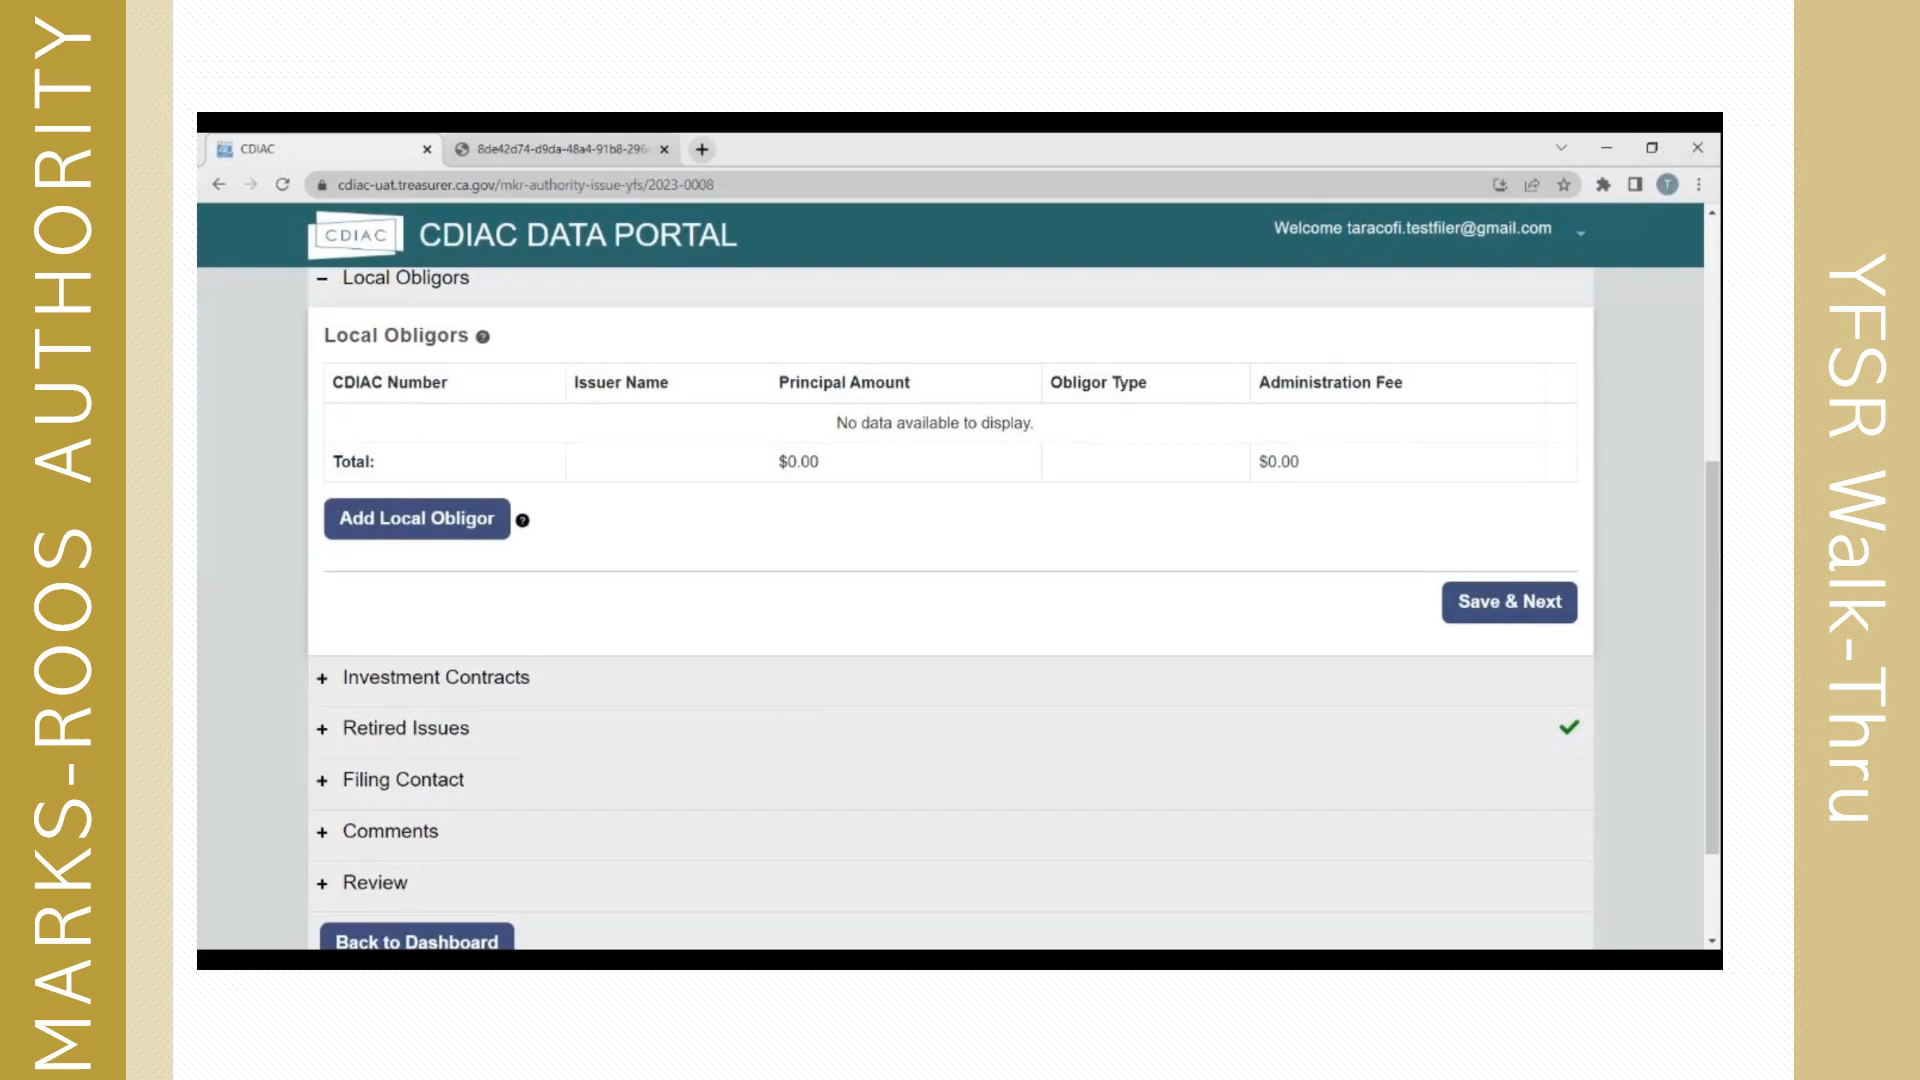 MARKS-ROOS AUTHORITY
CDIAC
8de42d74-d9da-48a4-91b8-296
cdiac-uat.treasurer.ca.gov/mkr-authority-issue-yfs/2023-0008
T
CDIAC
CDIAC DATA PORTAL
Welcome taracofi.testfiler@gmail.com
− Local Obligors
Local Obligors ?
CDIAC Number Issuer Name Principal Amount Obligor Type Administration Fee
No data available to display.
Total: $0.00 $0.00
Add Local Obligor ?
Save & Next
+ Investment Contracts
+ Retired Issues
+ Filing Contact
+ Comments
+ Review
Back to Dashboard
YFSR Walk-Thru